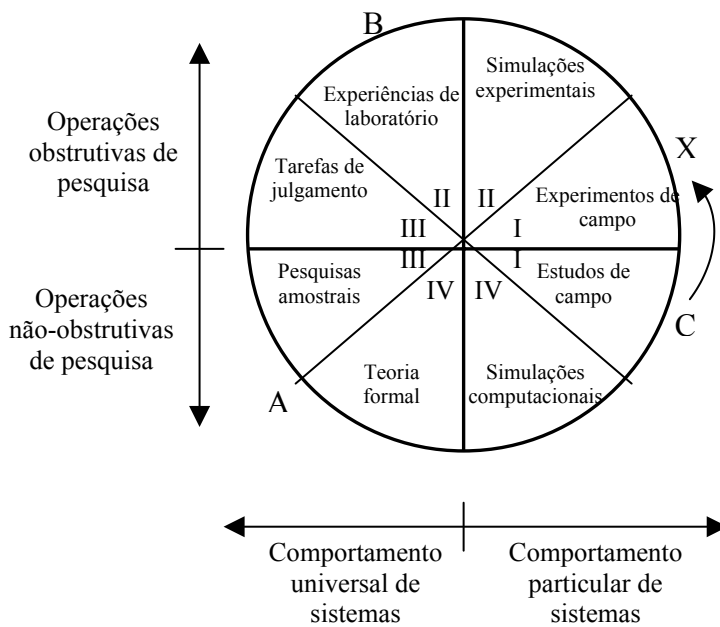 B
Simulações
experimentais
Experiências de
laboratório
Operações
obstrutivas de
pesquisa
X
Tarefas de
julgamento
II
II
Experimentos de
campo
III
I
III
I
Pesquisas
amostrais
IV
IV
Estudos de
campo
Operações
não-obstrutivas
de pesquisa
C
Teoria
formal
Simulações
computacionais
A
Comportamento
universal de
sistemas
Comportamento
particular de
sistemas